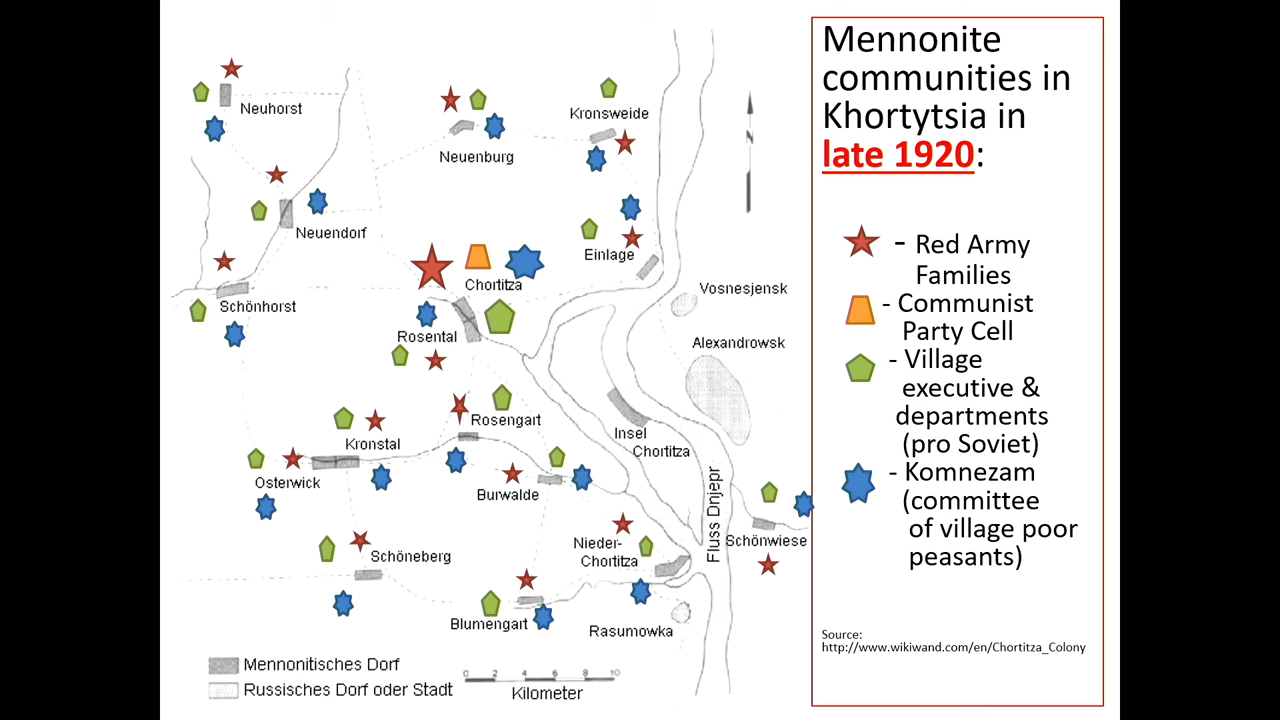 Mennonite
communities in
Khortytsia in
late 1920:
- Red Army
Families
- Communist
Party Cell
- Village
executive &
departments
(pro Soviet)
- Komnezam
(committee
of village poor
peasants)
Source:
http://www.wikiwand.com/en/Chortitza_Colony
Neuhorst
Neuenburg
Kronsweide
Neuendorf
Einlage
Schönhorst
Chortitza
Vosnesjensk
Rosental
Alexandrowsk
Kronstal
Rosengart
Insel
Chortitza
Osterwick
Burwalde
Fluss Dnjepr
Schöneberg
Nieder-
Chortitza
Schönwiese
Blumengart
Rasumowka
Mennonitisches Dorf
Russisches Dorf oder Stadt
0 2 4 6 8 10
Kilometer